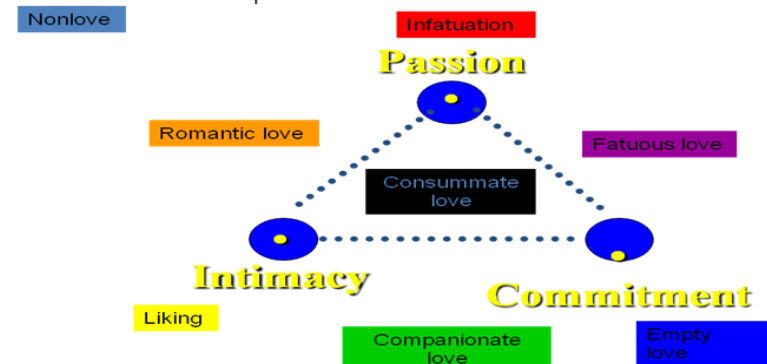 Nonlove
Infatuation
Passion
Romantic love
Fatuous love
Consummate
love
Intimacy
Commitment
Liking
Companionate
love
Empty
love